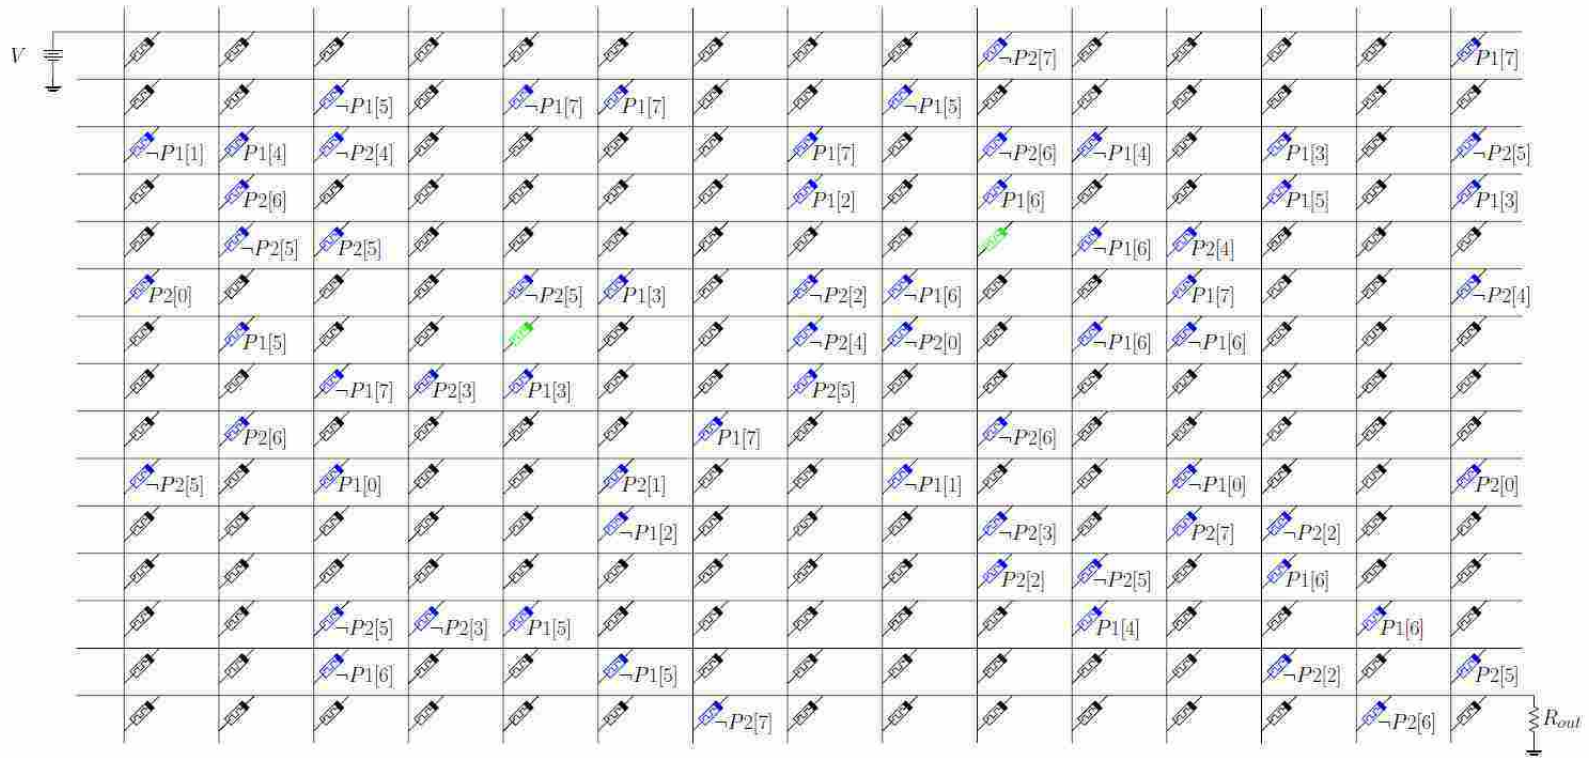 V ¬P2[7] P1[7]
¬P1[5] ¬P1[7] P1[7] ¬P1[5]
¬P1[1] P1[4] ¬P2[4] P1[7] ¬P2[6] ¬P1[4] P1[3] ¬P2[5]
P2[6] P1[2] P1[6] P1[5] P1[3]
¬P2[5] P2[5] ¬P1[6] P2[4]
P2[0] ¬P2[5] P1[3] ¬P2[2] ¬P1[6] P1[7] ¬P2[4]
P1[5] ¬P2[4] ¬P2[0] ¬P1[6] ¬P1[6]
¬P1[7] P2[3] P1[3] P2[5]
P2[6] P1[7] ¬P2[6]
¬P2[5] P1[0] P2[1] ¬P1[1] ¬P1[0] P2[0]
¬P1[2] ¬P2[3] P2[7] ¬P2[2]
P2[2] ¬P2[5] P1[6]
¬P2[5] ¬P2[3] P1[5] P1[4] P1[6]
¬P1[6] ¬P1[5] ¬P2[2] P2[5]
¬P2[7] ¬P2[6] Rout